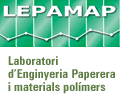 LEPAMAP
Laboratori
d'Enginyeria Paperera
i materials polímers